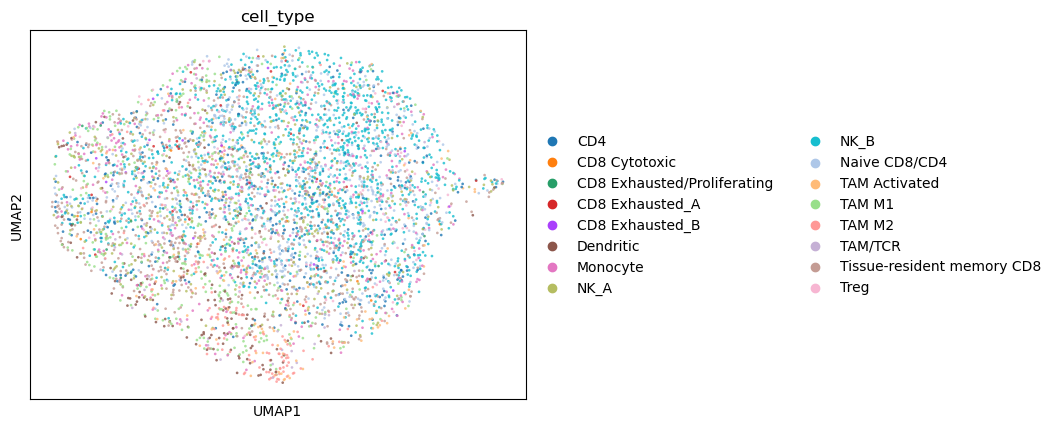 cell_type
UMAP2
UMAP1
CD4
CD8 Cytotoxic
CD8 Exhausted/Proliferating
CD8 Exhausted_A
CD8 Exhausted_B
Dendritic
Monocyte
NK_A
NK_B
Naive CD8/CD4
TAM Activated
TAM M1
TAM M2
TAM/TCR
Tissue-resident memory CD8
Treg